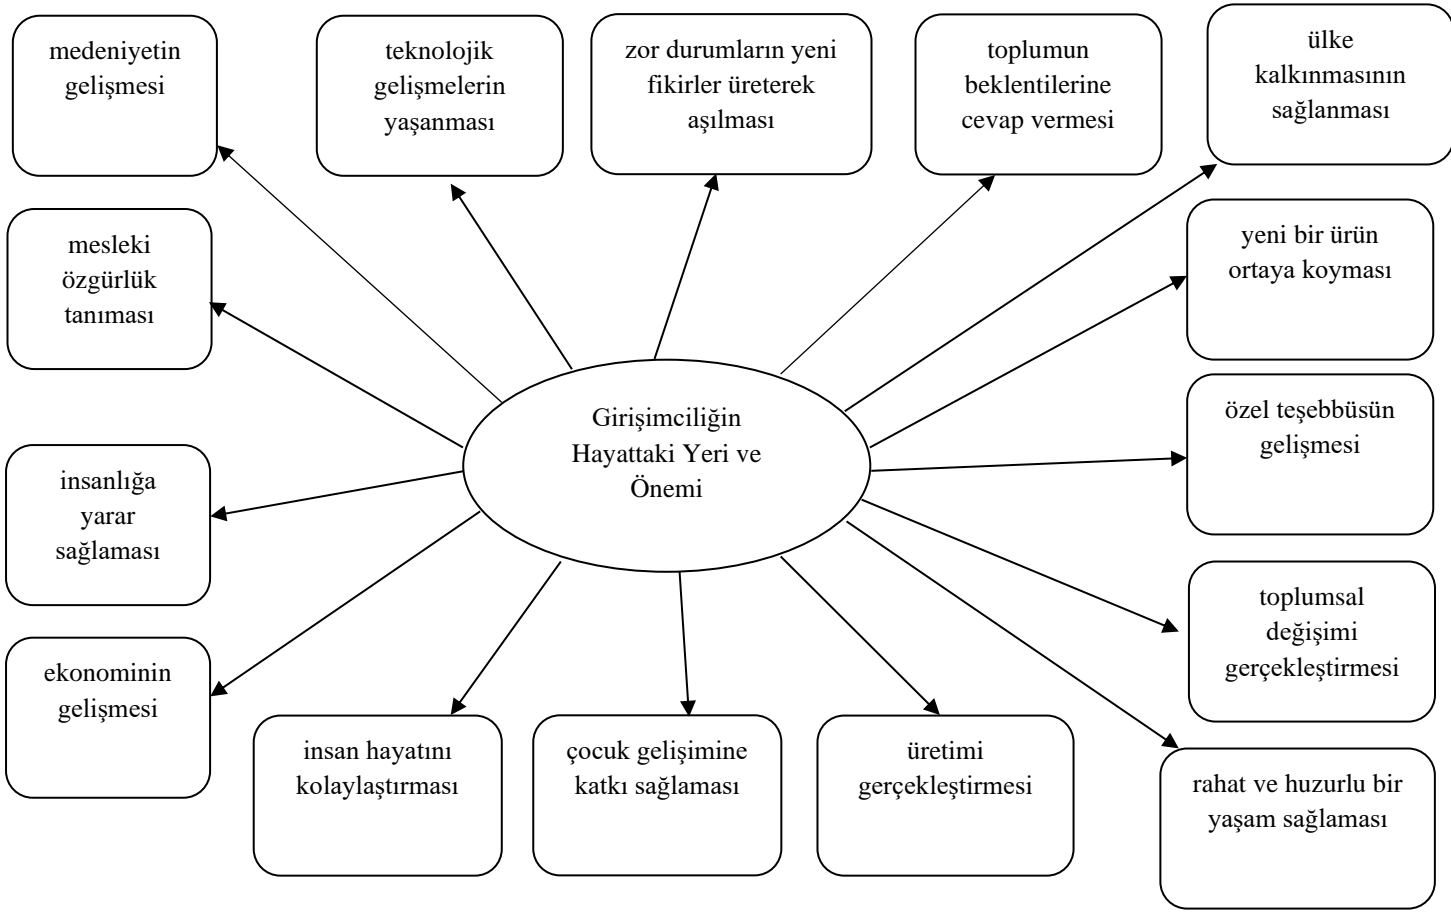 medeniyetin
gelişmesi
teknolojik
gelişmelerin
yaşanması
zor durumların yeni
fikirler üreterek
aşılması
toplumun
beklentilerine
cevap vermesi
ülke
kalkınmasının
sağlanması
mesleki
özgürlük
tanıması
yeni bir ürün
ortaya koyması
Girişimciliğin
Hayattaki Yeri ve
Önemi
özel teşebbüsün
gelişmesi
insanlığa
yarar
sağlaması
toplumsal
değişimi
gerçekleştirmesi
ekonominin
gelişmesi
insan hayatını
kolaylaştırması
çocuk gelişimine
katkı sağlaması
üretimi
gerçekleştirmesi
rahat ve huzurlu bir
yaşam sağlaması